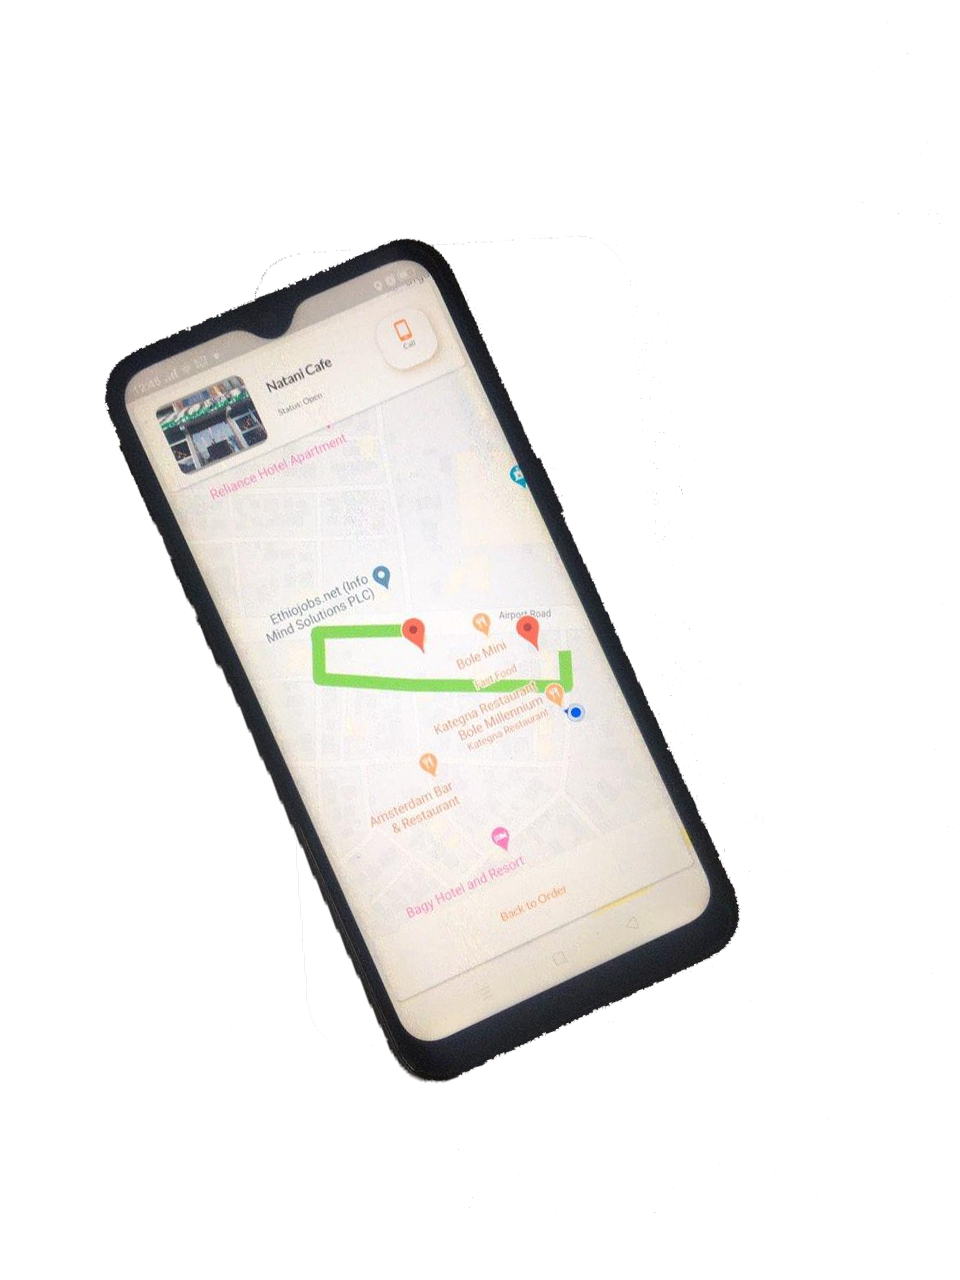 12:48
Natani Cafe
Call
Status: Open
Reliance Hotel Apartment
Ethiojobs.net (Info
Mind Solutions PLC)
Airport Road
Bole Mini
Fast Food
Kategna Restaurant
Bole Millennium
Kategna Restaurant
Amsterdam Bar
& Restaurant
Bagy Hotel and Resort
Back to Order